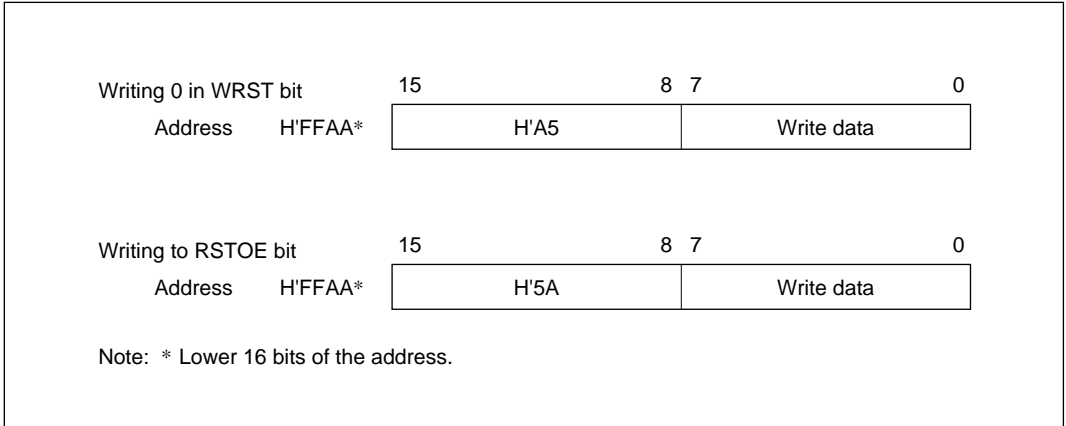 Writing 0 in WRST bit 15 8 7 0
Address H'FFAA* H'A5 Write data
Writing to RSTOE bit 15 8 7 0
Address H'FFAA* H'5A Write data
Note: * Lower 16 bits of the address.